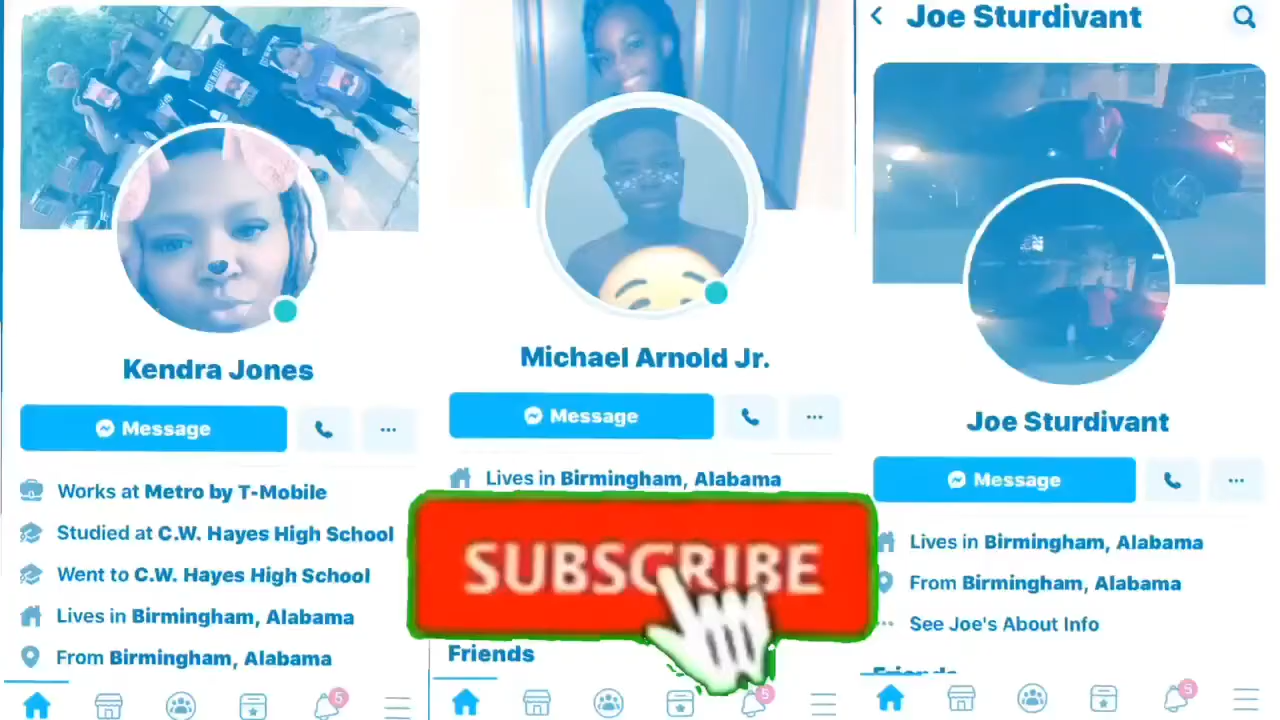 Kendra Jones
Message
Works at Metro by T-Mobile
Studied at C.W. Hayes High School
Went to C.W. Hayes High School
Lives in Birmingham, Alabama
From Birmingham, Alabama
5
Michael Arnold Jr.
Message
Lives in Birmingham, Alabama
SUBSCRIBE
Friends
5
Joe Sturdivant
Joe Sturdivant
Message
Lives in Birmingham, Alabama
From Birmingham, Alabama
See Joe's About Info
Friends
5